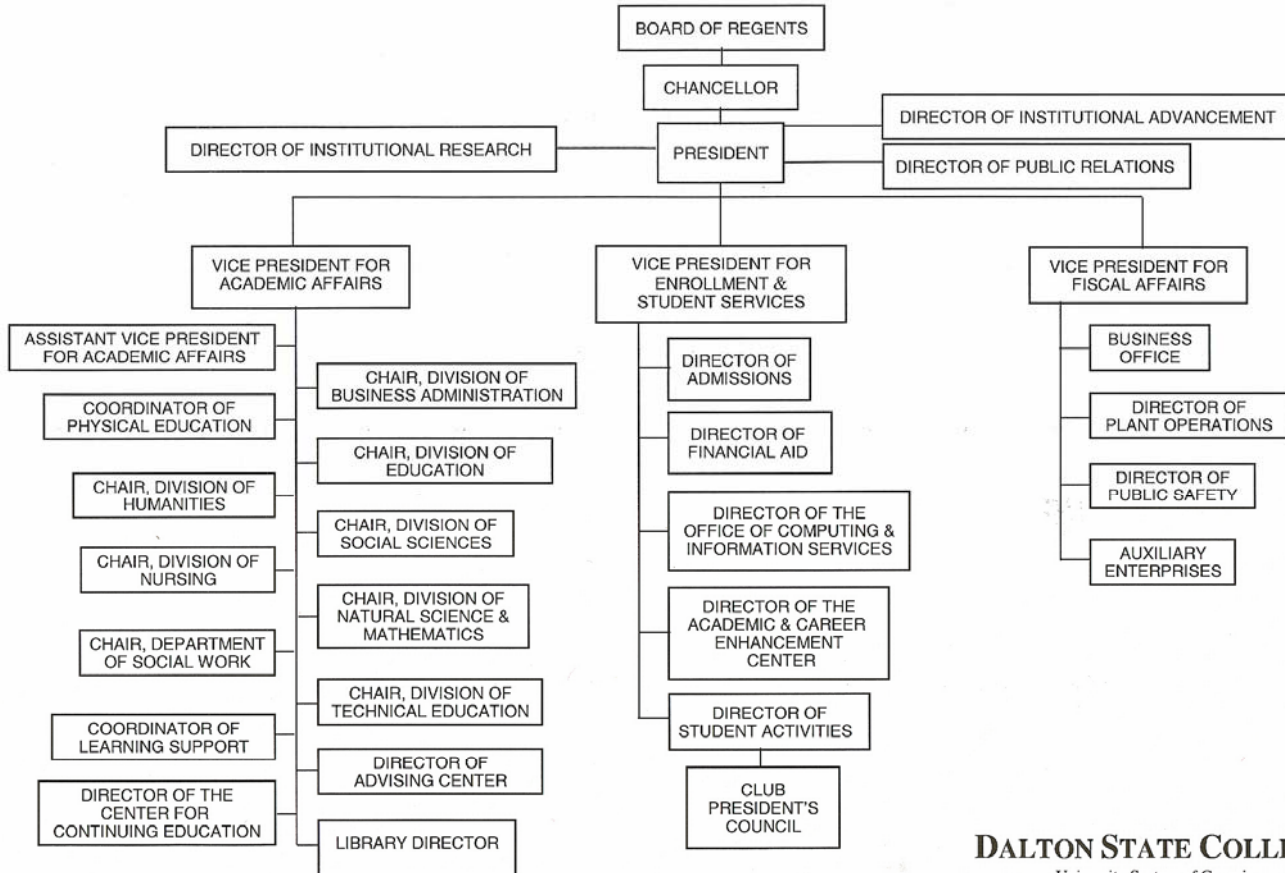 BOARD OF REGENTS
CHANCELLOR
DIRECTOR OF INSTITUTIONAL ADVANCEMENT
DIRECTOR OF INSTITUTIONAL RESEARCH
PRESIDENT
DIRECTOR OF PUBLIC RELATIONS
VICE PRESIDENT FOR
ACADEMIC AFFAIRS
ASSISTANT VICE PRESIDENT
FOR ACADEMIC AFFAIRS
CHAIR, DIVISION OF
BUSINESS ADMINISTRATION
COORDINATOR OF
PHYSICAL EDUCATION
CHAIR, DIVISION OF
EDUCATION
CHAIR, DIVISION OF
HUMANITIES
CHAIR, DIVISION OF
SOCIAL SCIENCES
CHAIR, DIVISION OF
NURSING
CHAIR, DIVISION OF
NATURAL SCIENCE &
MATHEMATICS
CHAIR, DEPARTMENT
OF SOCIAL WORK
CHAIR, DIVISION OF
TECHNICAL EDUCATION
COORDINATOR OF
LEARNING SUPPORT
DIRECTOR OF
ADVISING CENTER
DIRECTOR OF THE
CENTER FOR
CONTINUING EDUCATION
LIBRARY DIRECTOR
VICE PRESIDENT FOR
ENROLLMENT &
STUDENT SERVICES
DIRECTOR OF
ADMISSIONS
DIRECTOR OF
FINANCIAL AID
DIRECTOR OF THE
OFFICE OF COMPUTING &
INFORMATION SERVICES
DIRECTOR OF THE
ACADEMIC & CAREER
ENHANCEMENT
CENTER
DIRECTOR OF
STUDENT ACTIVITIES
CLUB
PRESIDENT'S
COUNCIL
VICE PRESIDENT FOR
FISCAL AFFAIRS
BUSINESS
OFFICE
DIRECTOR OF
PLANT OPERATIONS
DIRECTOR OF
PUBLIC SAFETY
AUXILIARY
ENTERPRISES
DALTON STATE